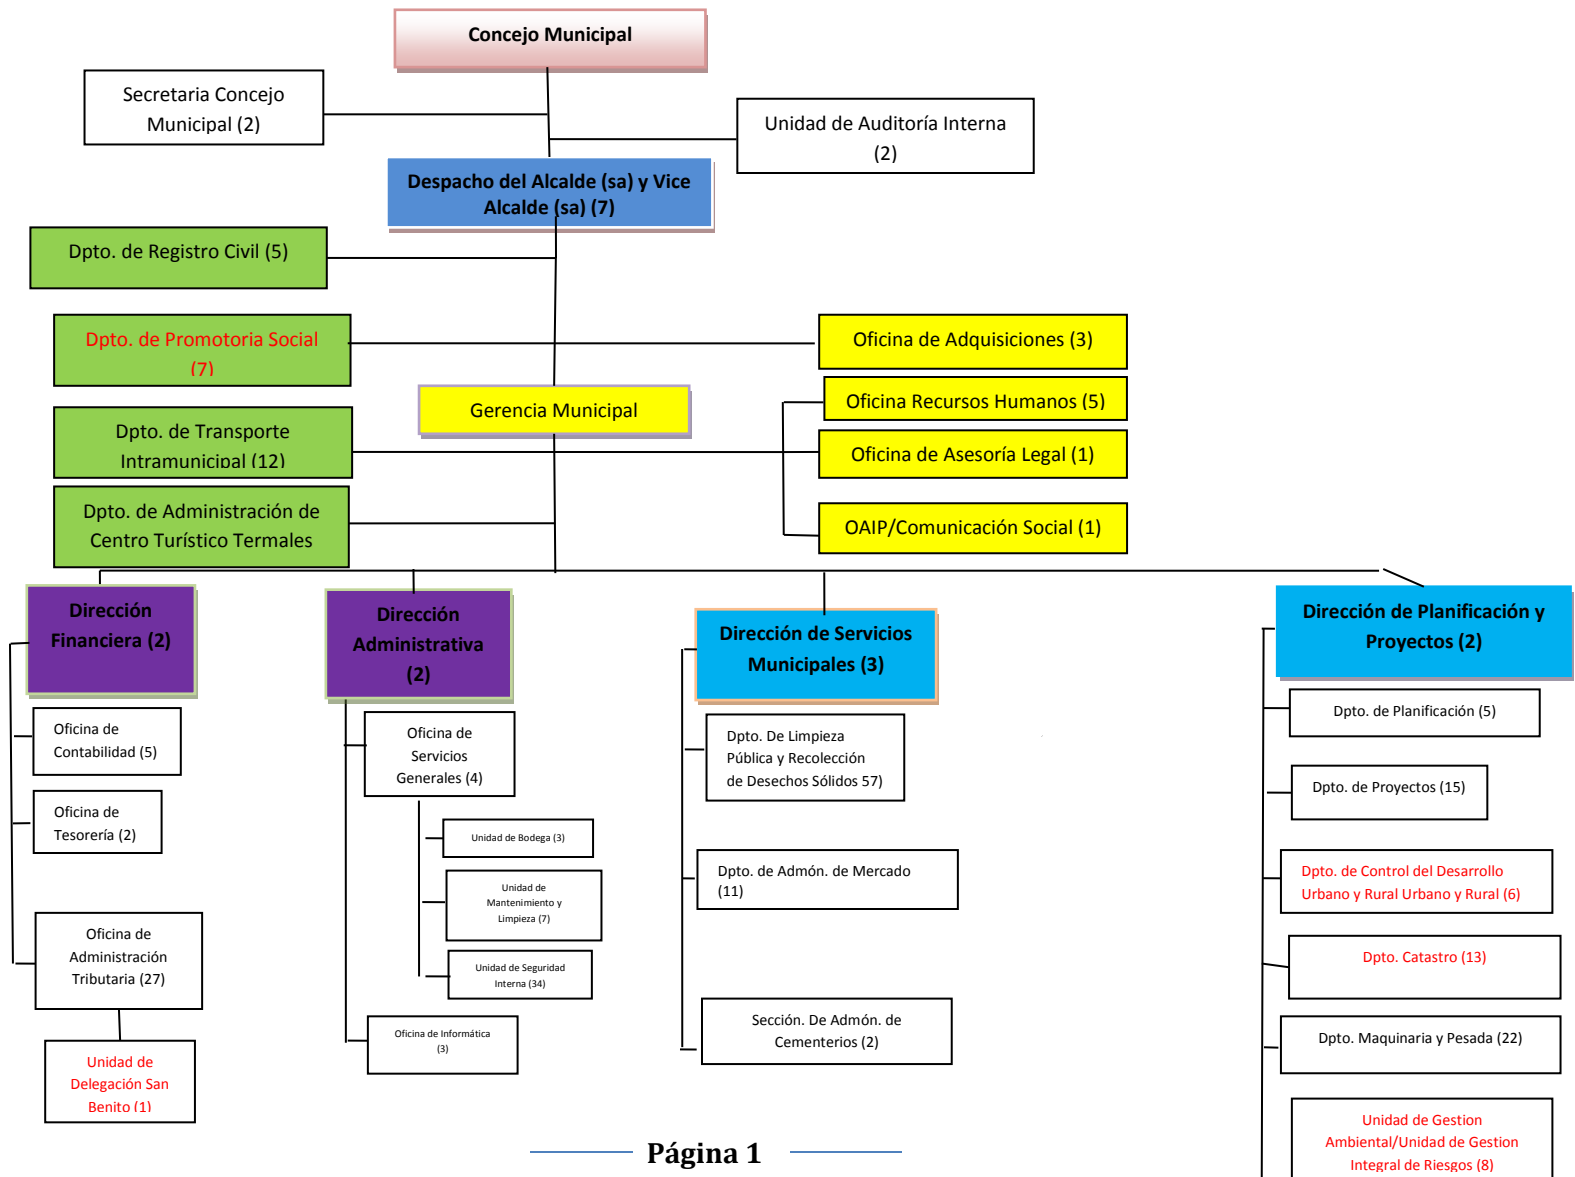 Concejo Municipal
Secretaria Concejo
Municipal (2)
Unidad de Auditoría Interna
(2)
Despacho del Alcalde (sa) y Vice
Alcalde (sa) (7)
Dpto. de Registro Civil (5)
Dpto. de Promotoria Social
(7)
Oficina de Adquisiciones (3)
Gerencia Municipal
Oficina Recursos Humanos (5)
Dpto. de Transporte
Intramunicipal (12)
Oficina de Asesoría Legal (1)
Dpto. de Administración de
Centro Turístico Termales
OAIP/Comunicación Social (1)
Dirección
Financiera (2)
Dirección
Administrativa
(2)
Dirección de Servicios
Municipales (3)
Dirección de Planificación y
Proyectos (2)
Oficina de
Contabilidad (5)
Oficina de
Tesorería (2)
Oficina de
Administración
Tributaria (27)
Unidad de
Delegación San
Benito (1)
Oficina de
Servicios
Generales (4)
Unidad de Bodega (3)
Unidad de
Mantenimiento y
Limpieza (7)
Unidad de Seguridad
Interna (34)
Oficina de Informática
(3)
Dpto. De Limpieza
Pública y Recolección
de Desechos Sólidos 57)
Dpto. de Admón. de Mercado
(11)
Sección. De Admón. de
Cementerios (2)
Dpto. de Planificación (5)
Dpto. de Proyectos (15)
Dpto. de Control del Desarrollo
Urbano y Rural Urbano y Rural (6)
Dpto. Catastro (13)
Dpto. Maquinaria y Pesada (22)
Unidad de Gestion
Ambiental/Unidad de Gestion
Integral de Riesgos (8)
Página 1